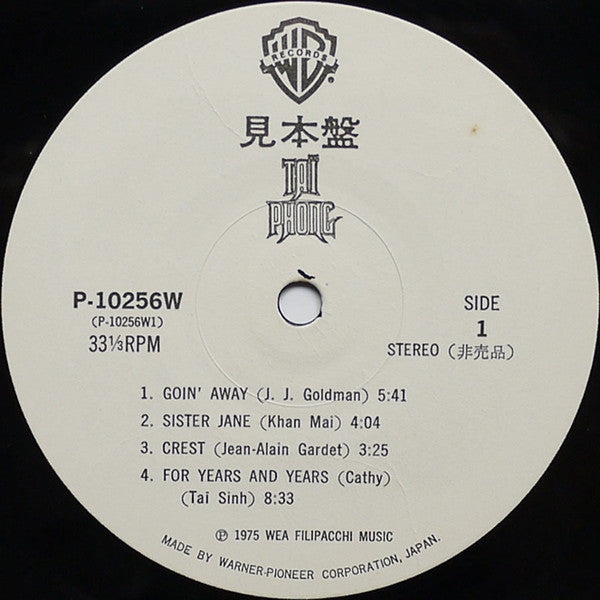 WB
RECORDS
見本盤
TAÏ
PHONG
P-10256W
(P-10256W1)
33⅓RPM
SIDE
1
STEREO (非売品)
1. GOIN' AWAY (J. J. Goldman) 5:41
2. SISTER JANE (Khan Mai) 4:04
3. CREST (Jean-Alain Gardet) 3:25
4. FOR YEARS AND YEARS (Cathy)
(Tai Sinh) 8:33
Ⓟ 1975 WEA FILIPACCHI MUSIC
MADE BY WARNER-PIONEER CORPORATION, JAPAN.